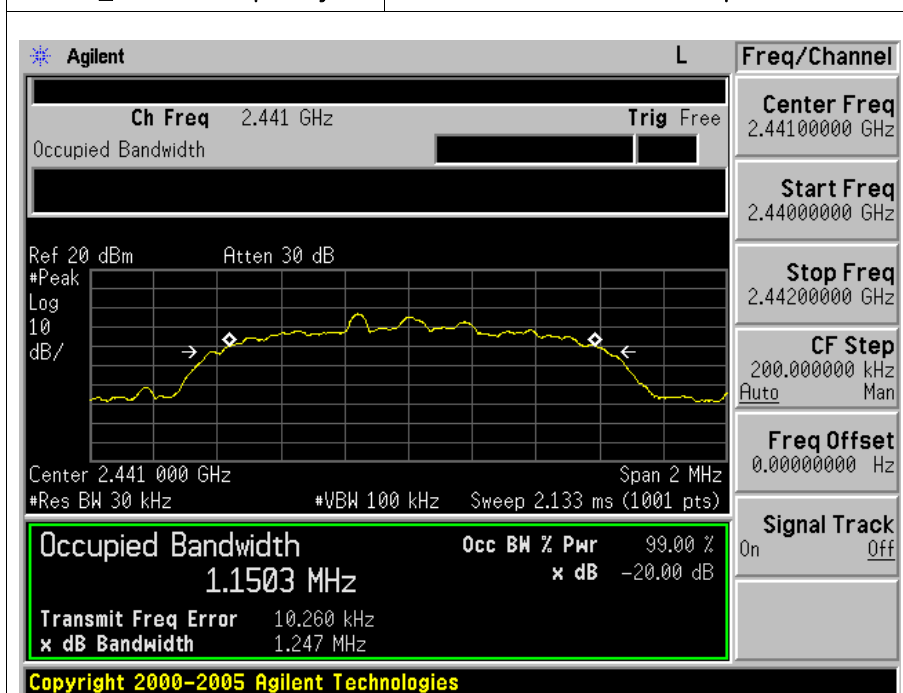 Agilent L Freq/Channel
Ch Freq 2.441 GHz Trig Free
Occupied Bandwidth
Center Freq
2.44100000 GHz
Start Freq
2.44000000 GHz
Stop Freq
2.44200000 GHz
CF Step
200.000000 kHz
Auto Man
Freq Offset
0.00000000 Hz
Signal Track
On Off
Ref 20 dBm Atten 30 dB
#Peak
Log
10
dB/
Center 2.441 000 GHz Span 2 MHz
#Res BW 30 kHz #VBW 100 kHz Sweep 2.133 ms (1001 pts)
Occupied Bandwidth Occ BW % Pwr 99.00 %
1.1503 MHz x dB -20.00 dB
Transmit Freq Error 10.260 kHz
x dB Bandwidth 1.247 MHz
Copyright 2000-2005 Agilent Technologies